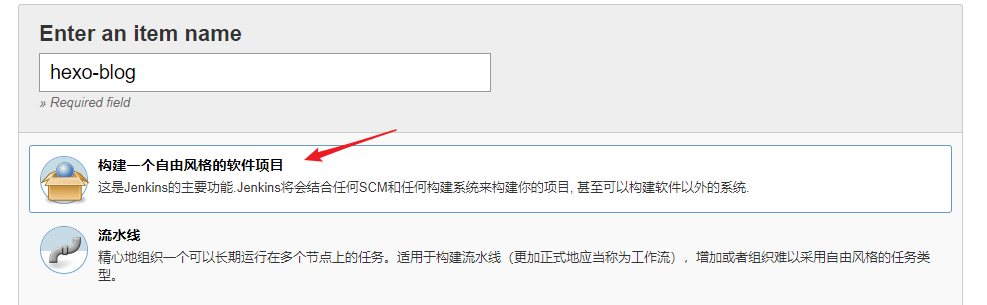 Enter an item name
hexo-blog
» Required field
构建一个自由风格的软件项目
这是Jenkins的主要功能.Jenkins将会结合任何SCM和任何构建系统来构建你的项目, 甚至可以构建软件以外的系统.
流水线
精心地组织一个可以长期运行在多个节点上的任务。适用于构建流水线（更加正式地应当称为工作流），增加或者组织难以采用自由风格的任务类
型。